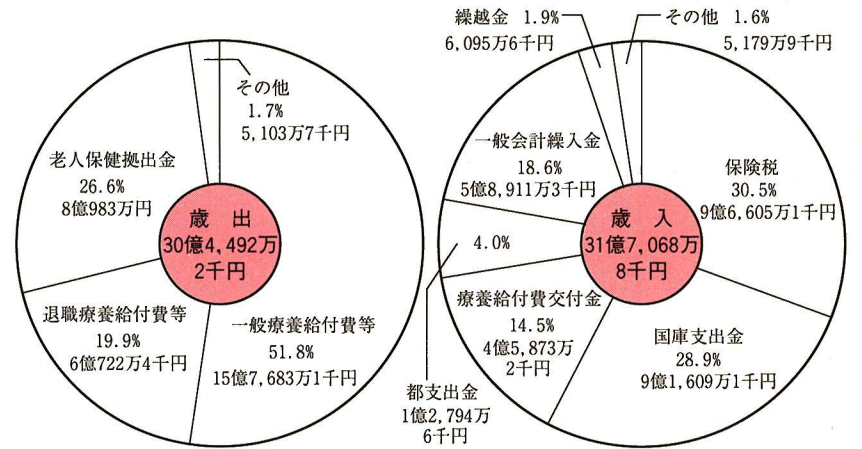 その他
1.7%
5,103万7千円
老人保健拠出金
26.6%
8億983万円
歳出
30億4,492万
2千円
退職療養給付費等
19.9%
6億722万4千円
一般療養給付費等
51.8%
15億7,683万1千円
繰越金 1.9%
6,095万6千円
その他 1.6%
5,179万9千円
一般会計繰入金
18.6%
5億8,911万3千円
保険税
30.5%
9億6,605万1千円
4.0%
歳入
31億7,068万
8千円
療養給付費交付金
14.5%
4億5,873万
2千円
国庫支出金
28.9%
9億1,609万1千円
都支出金
1億2,794万
6千円